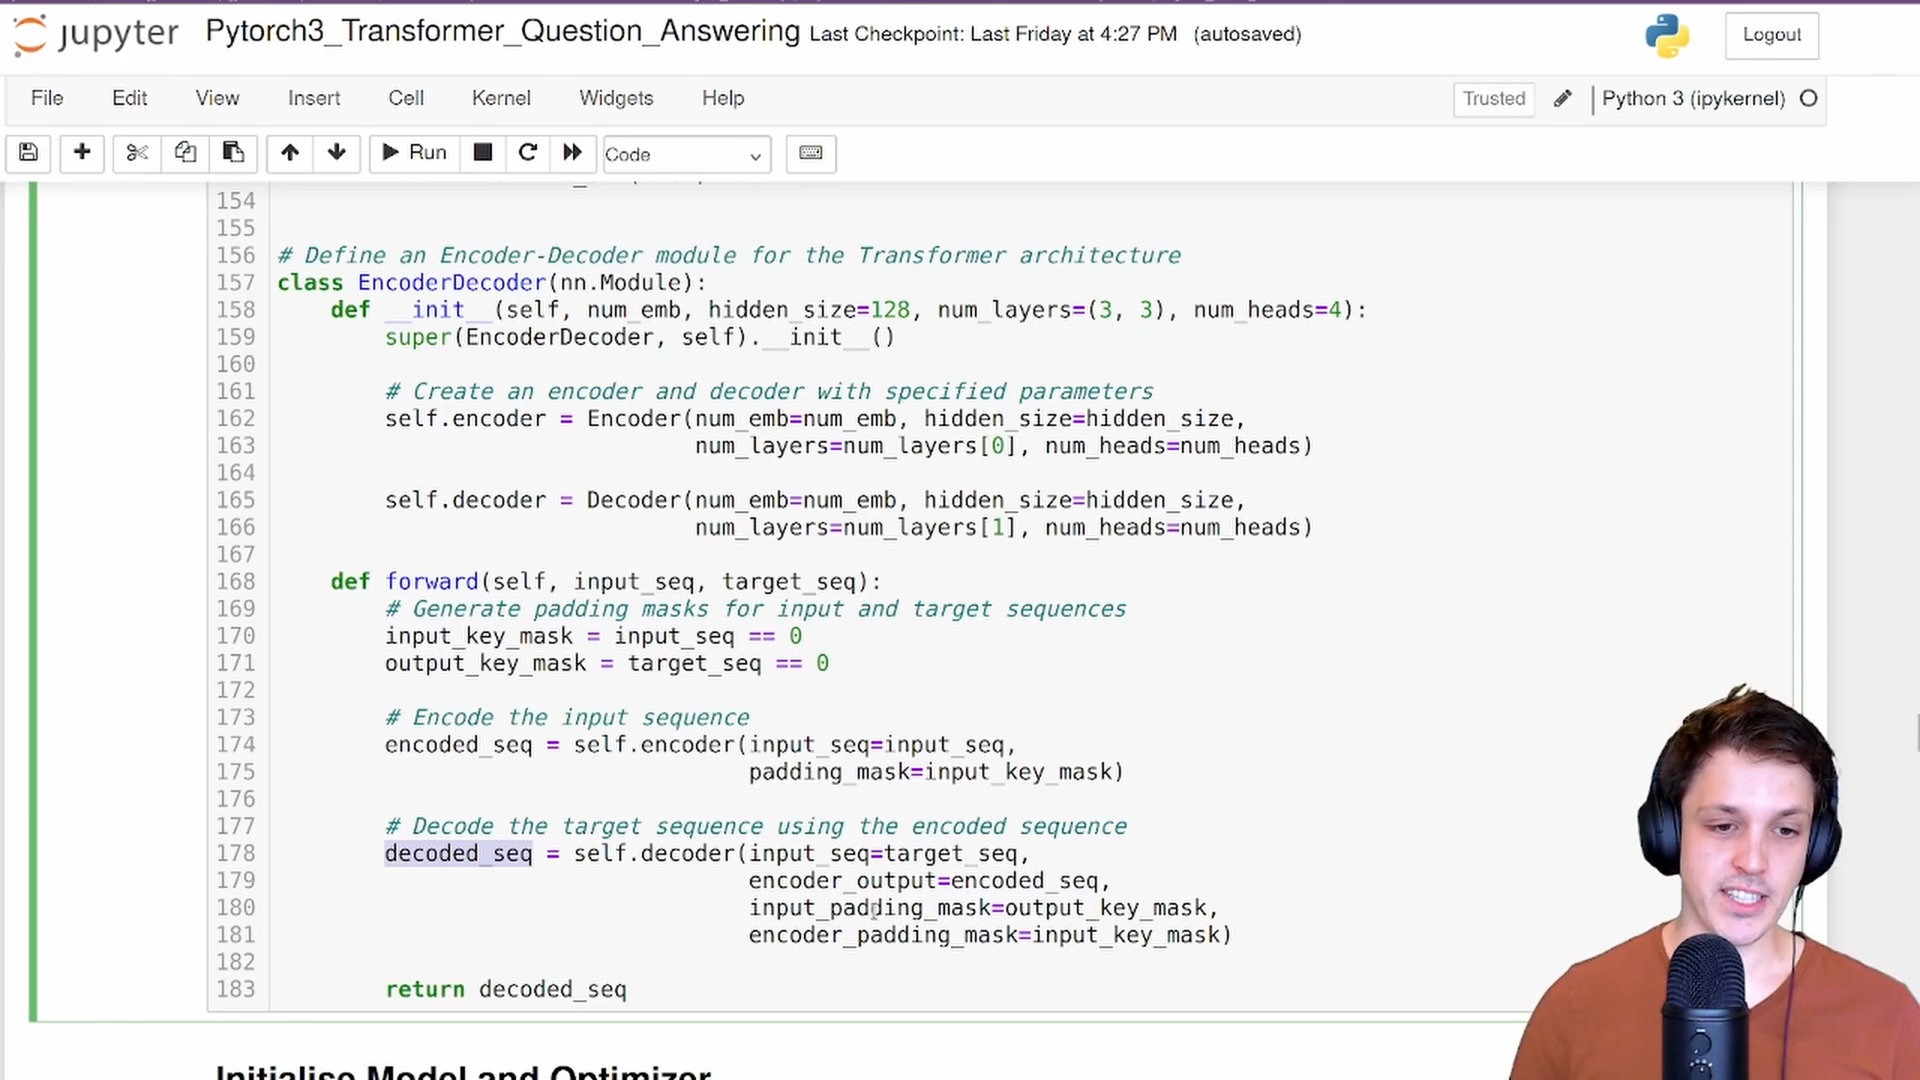 jupyter Pytorch3_Transformer_Question_Answering Last Checkpoint: Last Friday at 4:27 PM (autosaved)
Logout
File Edit View Insert Cell Kernel Widgets Help
Trusted Python 3 (ipykernel)
Run Code
154
155
156 # Define an Encoder-Decoder module for the Transformer architecture
157 class EncoderDecoder(nn.Module):
158     def __init__(self, num_emb, hidden_size=128, num_layers=(3, 3), num_heads=4):
159         super(EncoderDecoder, self).__init__()
160
161         # Create an encoder and decoder with specified parameters
162         self.encoder = Encoder(num_emb=num_emb, hidden_size=hidden_size,
163                                num_layers=num_layers[0], num_heads=num_heads)
164
165         self.decoder = Decoder(num_emb=num_emb, hidden_size=hidden_size,
166                                num_layers=num_layers[1], num_heads=num_heads)
167
168     def forward(self, input_seq, target_seq):
169         # Generate padding masks for input and target sequences
170         input_key_mask = input_seq == 0
171         output_key_mask = target_seq == 0
172
173         # Encode the input sequence
174         encoded_seq = self.encoder(input_seq=input_seq,
175                                    padding_mask=input_key_mask)
176
177         # Decode the target sequence using the encoded sequence
178         decoded_seq = self.decoder(input_seq=target_seq,
179                                    encoder_output=encoded_seq,
180                                    input_padding_mask=output_key_mask,
181                                    encoder_padding_mask=input_key_mask)
182
183         return decoded_seq
Initialise Model and Optimizer